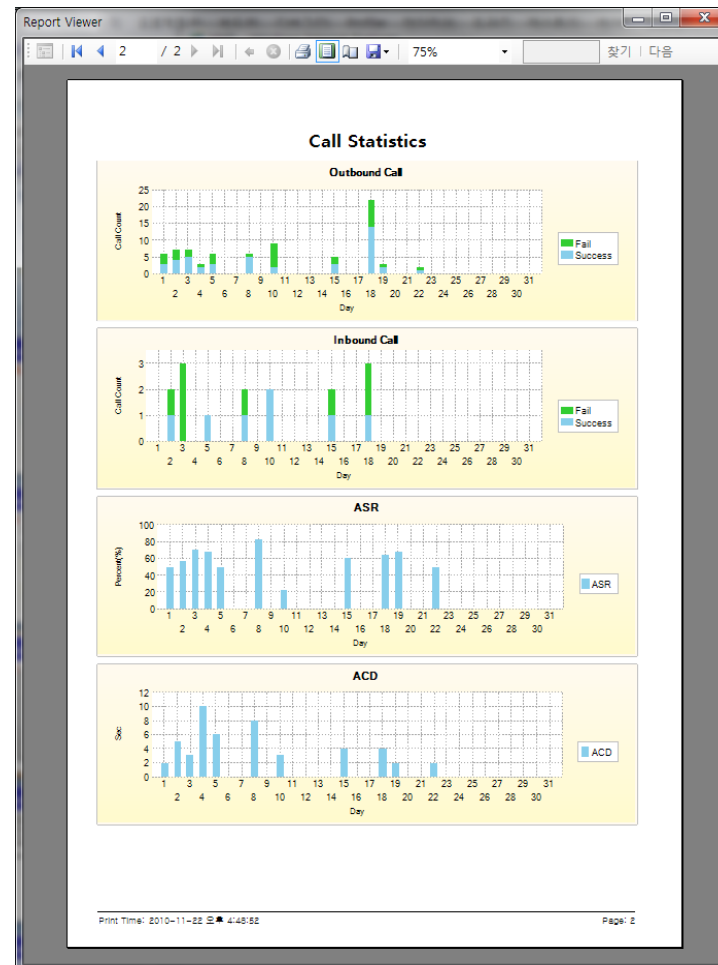 Report Viewer
2 / 2 75% 찾기 | 다음
Call Statistics
Outbound Call
Call Count
25
20
15
10
5
0
1 3 5 7 9 11 13 15 17 19 21 23 25 27 29 31
2 4 6 8 10 12 14 16 18 20 22 24 26 28 30
Day
Fail
Success
Inbound Call
Call Count
3
2
1
0
1 3 5 7 9 11 13 15 17 19 21 23 25 27 29 31
2 4 6 8 10 12 14 16 18 20 22 24 26 28 30
Day
Fail
Success
ASR
Percent(%)
100
80
60
40
20
0
1 3 5 7 9 11 13 15 17 19 21 23 25 27 29 31
2 4 6 8 10 12 14 16 18 20 22 24 26 28 30
Day
ASR
ACD
Sec
12
10
8
6
4
2
0
1 3 5 7 9 11 13 15 17 19 21 23 25 27 29 31
2 4 6 8 10 12 14 16 18 20 22 24 26 28 30
Day
ACD
Print Time: 2010-11-22 오후 4:48:52 Page: 2